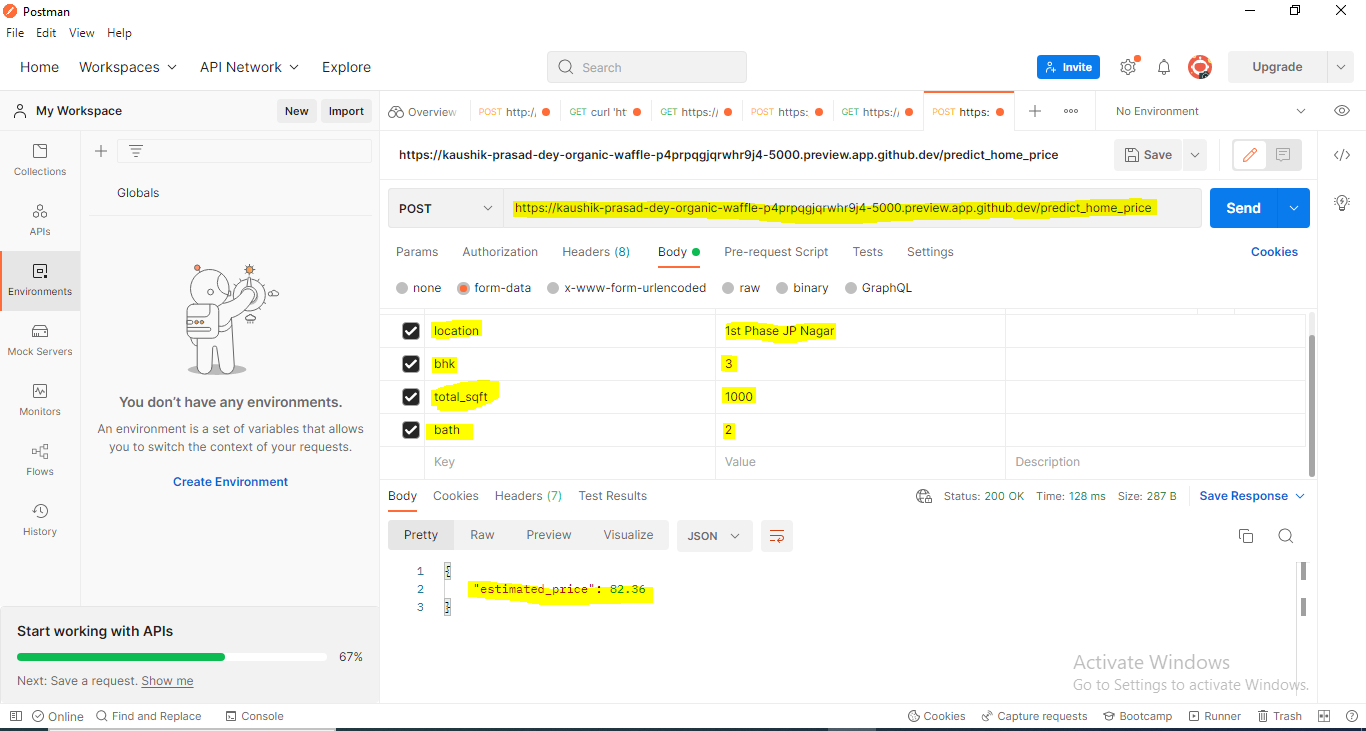 Postman
File Edit View Help
Home Workspaces API Network Explore Search Invite Upgrade
My Workspace New Import Overview POST http:/, GET curl 'ht GET https:// POST https: GET https:/ POST https: No Environment
Collections
APIs
Environments
Mock Servers
Monitors
Flows
History
Globals
You don't have any environments.
An environment is a set of variables that allows
you to switch the context of your requests.
Create Environment
Start working with APIs
67%
Next: Save a request. Show me
https://kaushik-prasad-dey-organic-waffle-p4prpqgjqrwhr9j4-5000.preview.app.github.dev/predict_home_price Save
POST https://kaushik-prasad-dey-organic-waffle-p4prpqgjqrwhr9j4-5000.preview.app.github.dev/predict_home_price Send
Params Authorization Headers (8) Body Pre-request Script Tests Settings Cookies
none form-data x-www-form-urlencoded raw binary GraphQL
location 1st Phase JP Nagar
bhk 3
total_sqft 1000
bath 2
Key Value Description
Body Cookies Headers (7) Test Results Status: 200 OK Time: 128 ms Size: 287 B Save Response
Pretty Raw Preview Visualize JSON
1 {
2 "estimated_price": 82.36
3 }
Activate Windows
Go to Settings to activate Windows.
Online Find and Replace Console Cookies Capture requests Bootcamp Runner Trash